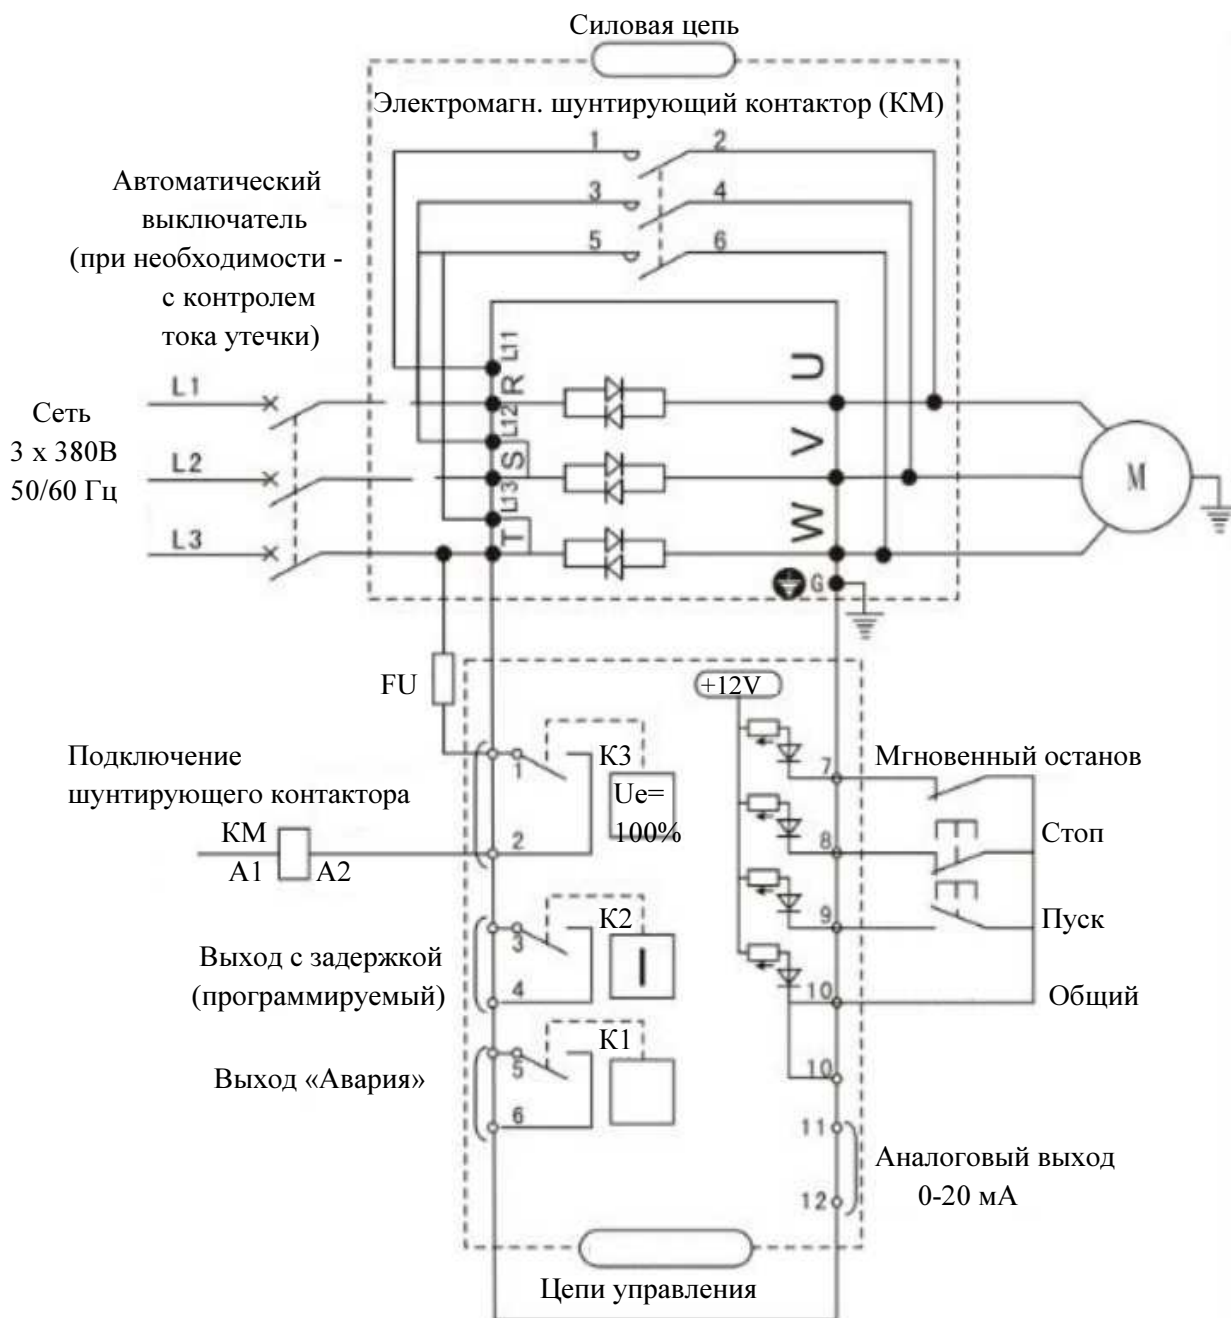 Силовая цепь
Электромагн. шунтирующий контактор (КМ)
1
2
3
4
5
6
Автоматический
выключатель
(при необходимости -
с контролем
тока утечки)
L1
L2
L3
Сеть
3 x 380В
50/60 Гц
L11
R
L12
S
L13
T
U
V
W
M
G
FU
+12V
Подключение
шунтирующего контактора
КМ
А1
А2
1
2
К3
Ue=
100%
3
4
К2
Выход с задержкой
(программируемый)
5
6
К1
Выход «Авария»
7
Мгновенный останов
8
Стоп
9
Пуск
10
Общий
10
11
12
Аналоговый выход
0-20 мА
Цепи управления